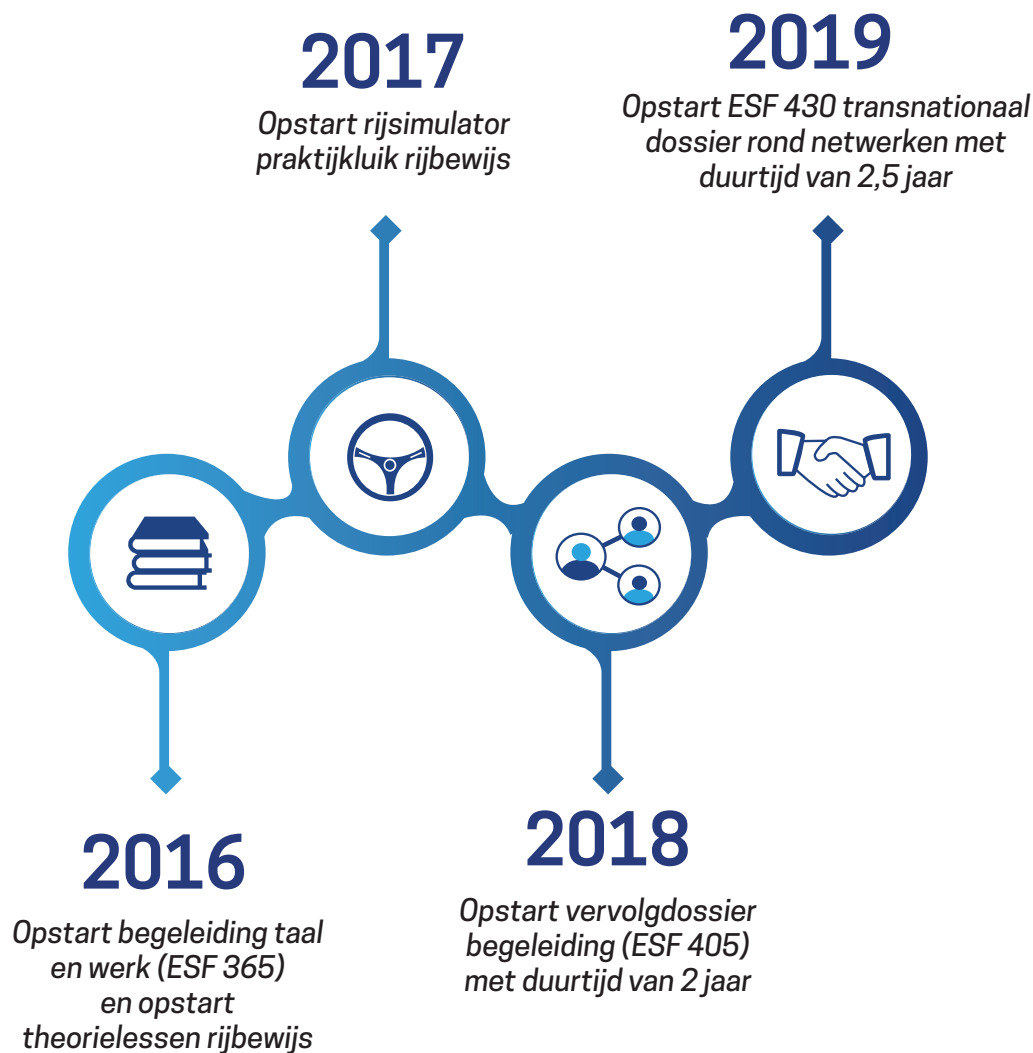 2017
Opstart rijsimulator
praktijkluik rijbewijs
2019
Opstart ESF 430 transnationaal
dossier rond netwerken met
duurtijd van 2,5 jaar
2016
Opstart begeleiding taal
en werk (ESF 365)
en opstart
theorielessen rijbewijs
2018
Opstart vervolgdossier
begeleiding (ESF 405)
met duurtijd van 2 jaar